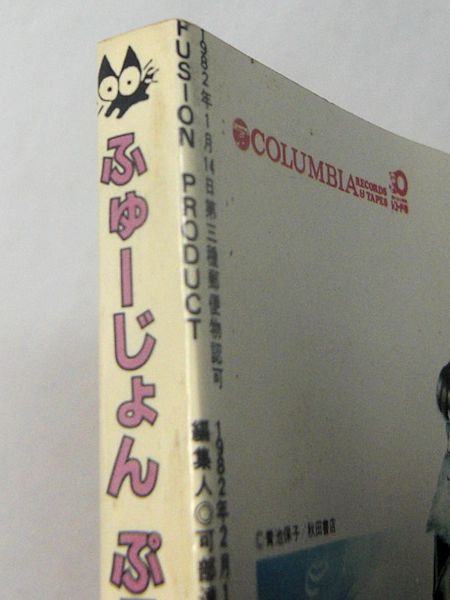 ふゅーじょん ぷ
FUSION PRODUCT
1982年1月14日第三種郵便物認可
1982年2月1
編集人◎可部
COLUMBIA
RECORDS
& TAPES
©青池保子/秋田書店